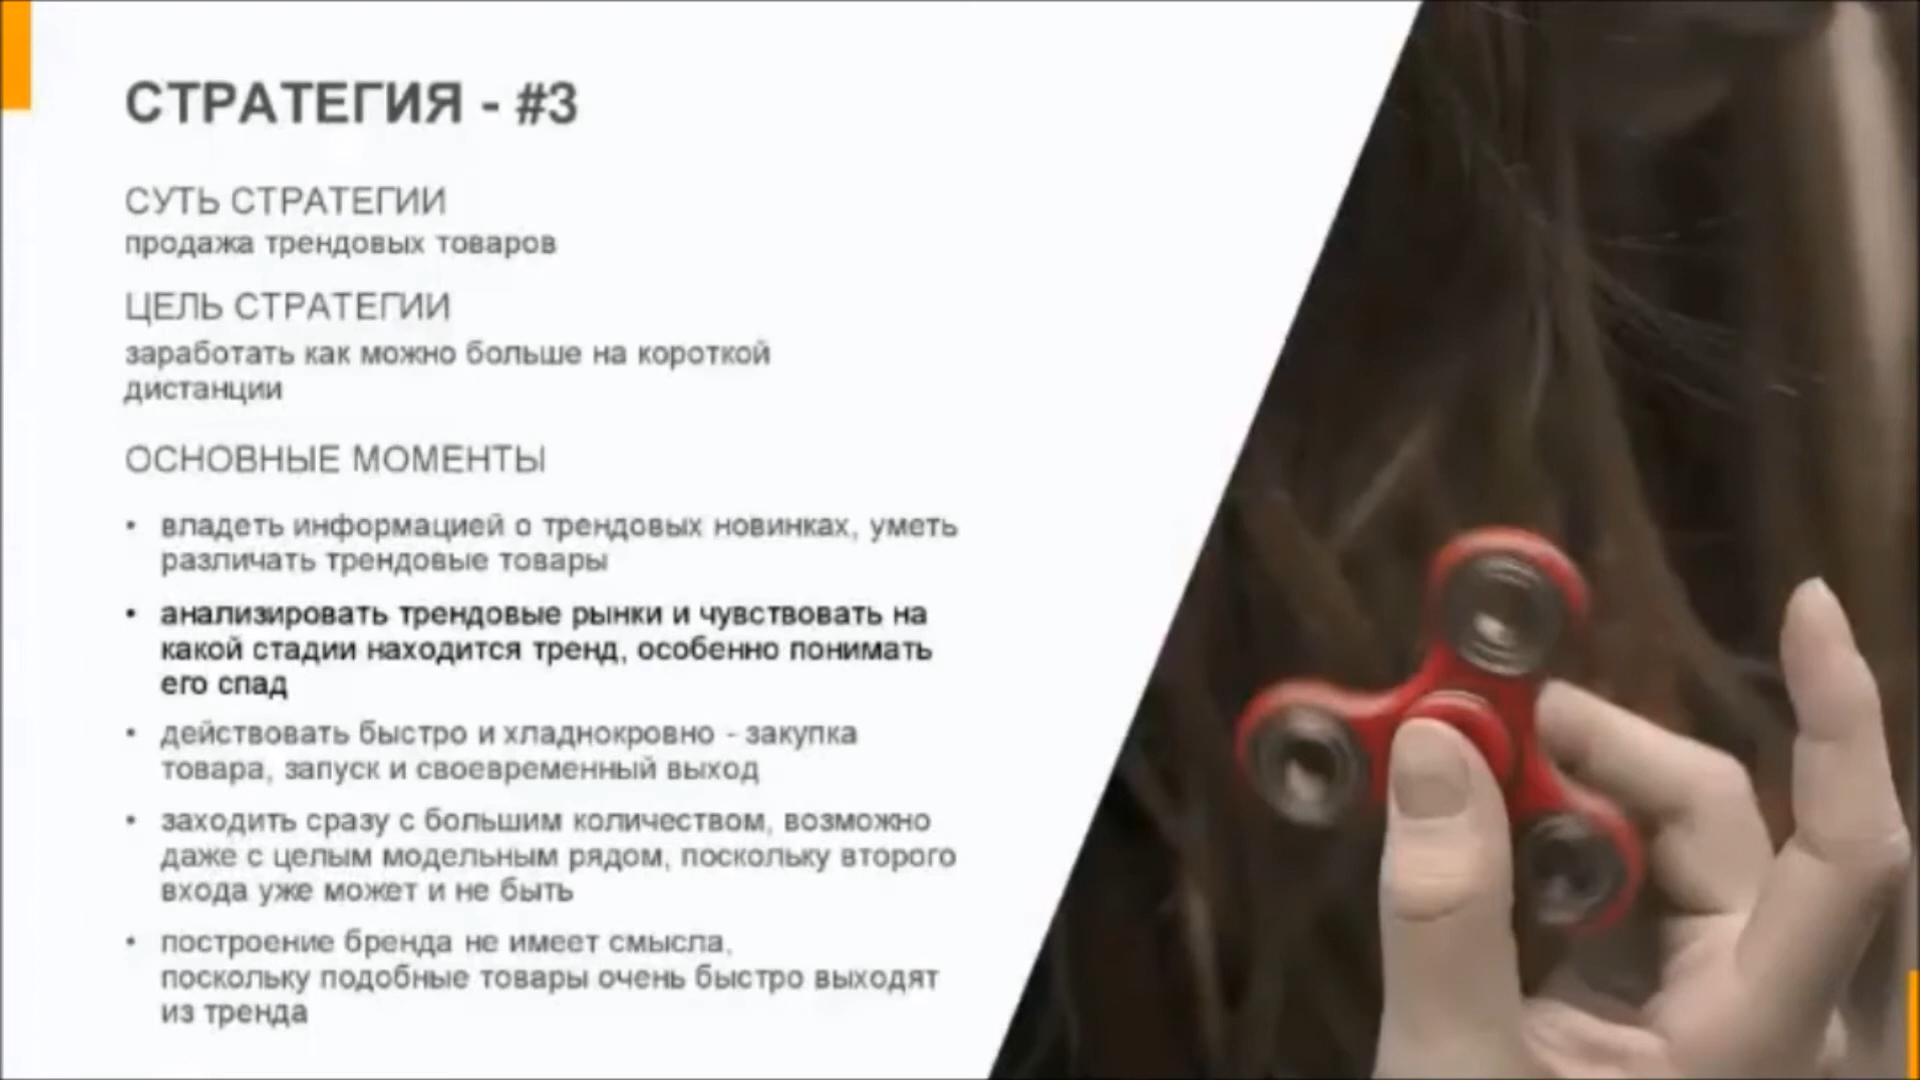 СТРАТЕГИЯ - #3
СУТЬ СТРАТЕГИИ
продажа трендовых товаров
ЦЕЛЬ СТРАТЕГИИ
заработать как можно больше на короткой
дистанции
ОСНОВНЫЕ МОМЕНТЫ
• владеть информацией о трендовых новинках, уметь
различать трендовые товары
• анализировать трендовые рынки и чувствовать на
какой стадии находится тренд, особенно понимать
его спад
• действовать быстро и хладнокровно - закупка
товара, запуск и своевременный выход
• заходить сразу с большим количеством, возможно
даже с целым модельным рядом, поскольку второго
входа уже может и не быть
• построение бренда не имеет смысла,
поскольку подобные товары очень быстро выходят
из тренда